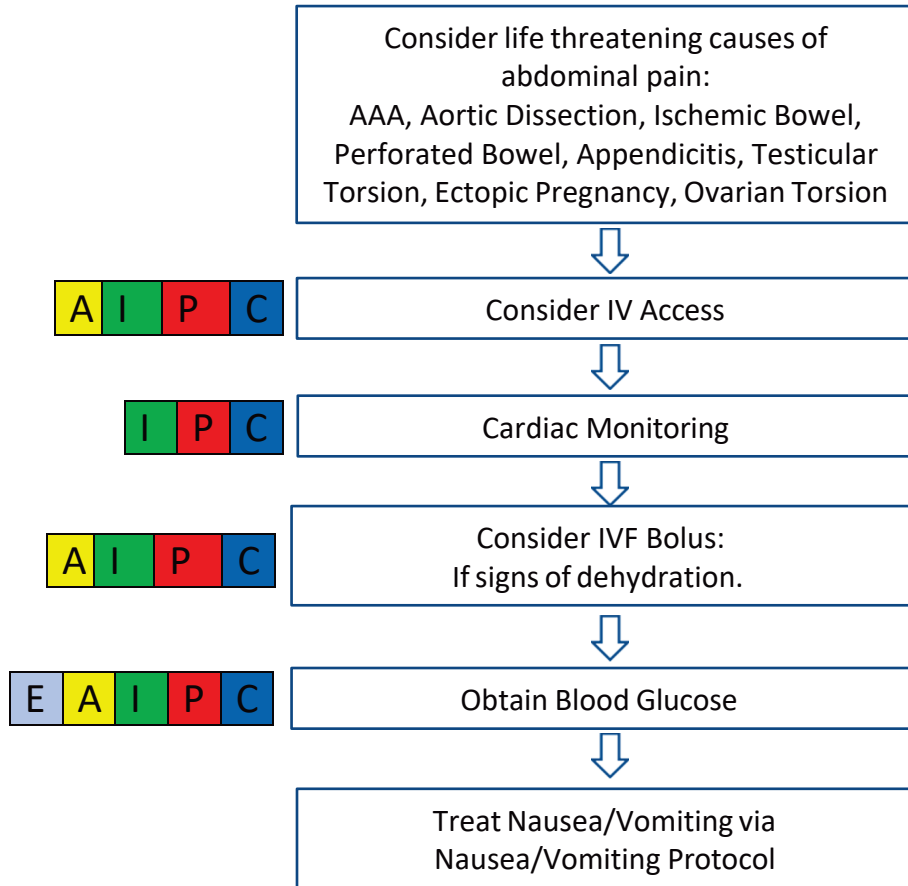 Consider life threatening causes of
abdominal pain:
AAA, Aortic Dissection, Ischemic Bowel,
Perforated Bowel, Appendicitis, Testicular
Torsion, Ectopic Pregnancy, Ovarian Torsion
A I P C
Consider IV Access
I P C
Cardiac Monitoring
A I P C
Consider IVF Bolus:
If signs of dehydration.
E A I P C
Obtain Blood Glucose
Treat Nausea/Vomiting via
Nausea/Vomiting Protocol